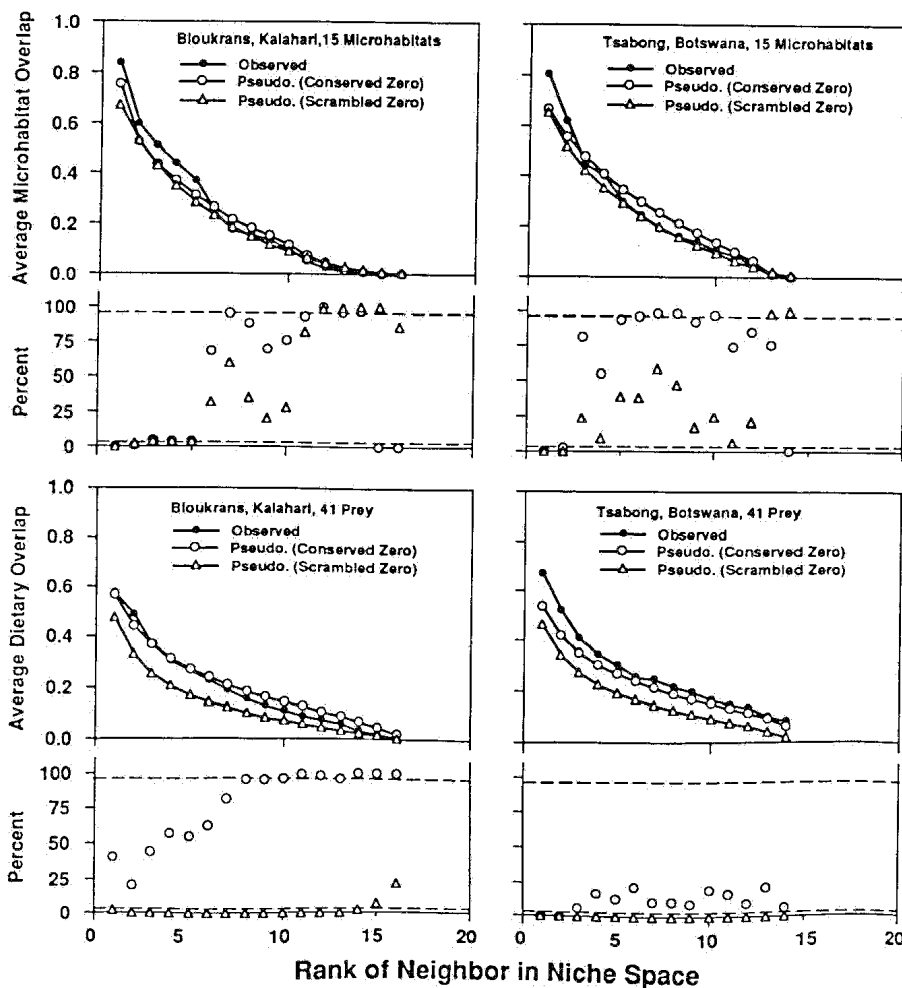 Bloukrans, Kalahari,15 Microhabitats
Observed
Pseudo. (Conserved Zero)
Pseudo. (Scrambled Zero)
Average Microhabitat Overlap
1.0
0.8
0.6
0.4
0.2
0.0
Tsabong, Botswana, 15 Microhabitats
Observed
Pseudo. (Conserved Zero)
Pseudo. (Scrambled Zero)
Percent
100
75
50
25
0
Bloukrans, Kalahari, 41 Prey
Observed
Pseudo. (Conserved Zero)
Pseudo. (Scrambled Zero)
Average Dietary Overlap
1.0
0.8
0.6
0.4
0.2
0.0
Tsabong, Botswana, 41 Prey
Observed
Pseudo. (Conserved Zero)
Pseudo. (Scrambled Zero)
Percent
100
75
50
25
0
0 5 10 15 20
0 5 10 15 20
Rank of Neighbor in Niche Space